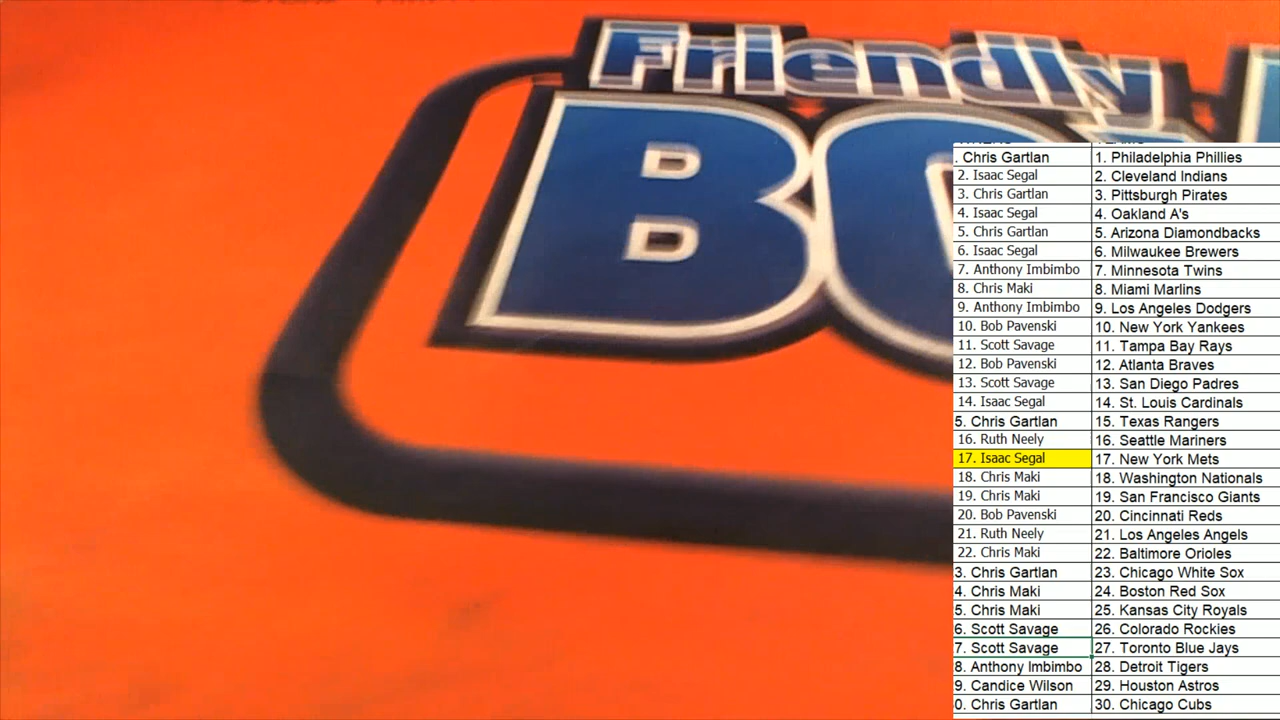 Friendly
BO
. Chris Gartlan 1. Philadelphia Phillies
2. Isaac Segal 2. Cleveland Indians
3. Chris Gartlan 3. Pittsburgh Pirates
4. Isaac Segal 4. Oakland A's
5. Chris Gartlan 5. Arizona Diamondbacks
6. Isaac Segal 6. Milwaukee Brewers
7. Anthony Imbimbo 7. Minnesota Twins
8. Chris Maki 8. Miami Marlins
9. Anthony Imbimbo 9. Los Angeles Dodgers
10. Bob Pavenski 10. New York Yankees
11. Scott Savage 11. Tampa Bay Rays
12. Bob Pavenski 12. Atlanta Braves
13. Scott Savage 13. San Diego Padres
14. Isaac Segal 14. St. Louis Cardinals
5. Chris Gartlan 15. Texas Rangers
16. Ruth Neely 16. Seattle Mariners
17. Isaac Segal 17. New York Mets
18. Chris Maki 18. Washington Nationals
19. Chris Maki 19. San Francisco Giants
20. Bob Pavenski 20. Cincinnati Reds
21. Ruth Neely 21. Los Angeles Angels
22. Chris Maki 22. Baltimore Orioles
3. Chris Gartlan 23. Chicago White Sox
4. Chris Maki 24. Boston Red Sox
5. Chris Maki 25. Kansas City Royals
6. Scott Savage 26. Colorado Rockies
7. Scott Savage 27. Toronto Blue Jays
8. Anthony Imbimbo 28. Detroit Tigers
9. Candice Wilson 29. Houston Astros
0. Chris Gartlan 30. Chicago Cubs